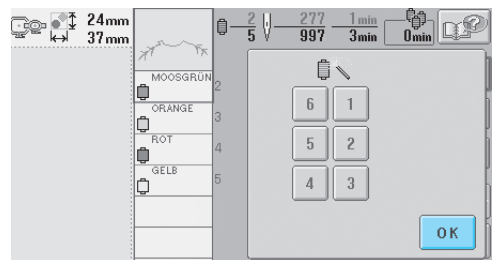 24mm
37mm
2
5
277
997
1min
3min
0min
MOOSGRÜN
2
ORANGE
3
ROT
4
GELB
5
6 1
5 2
4 3
OK